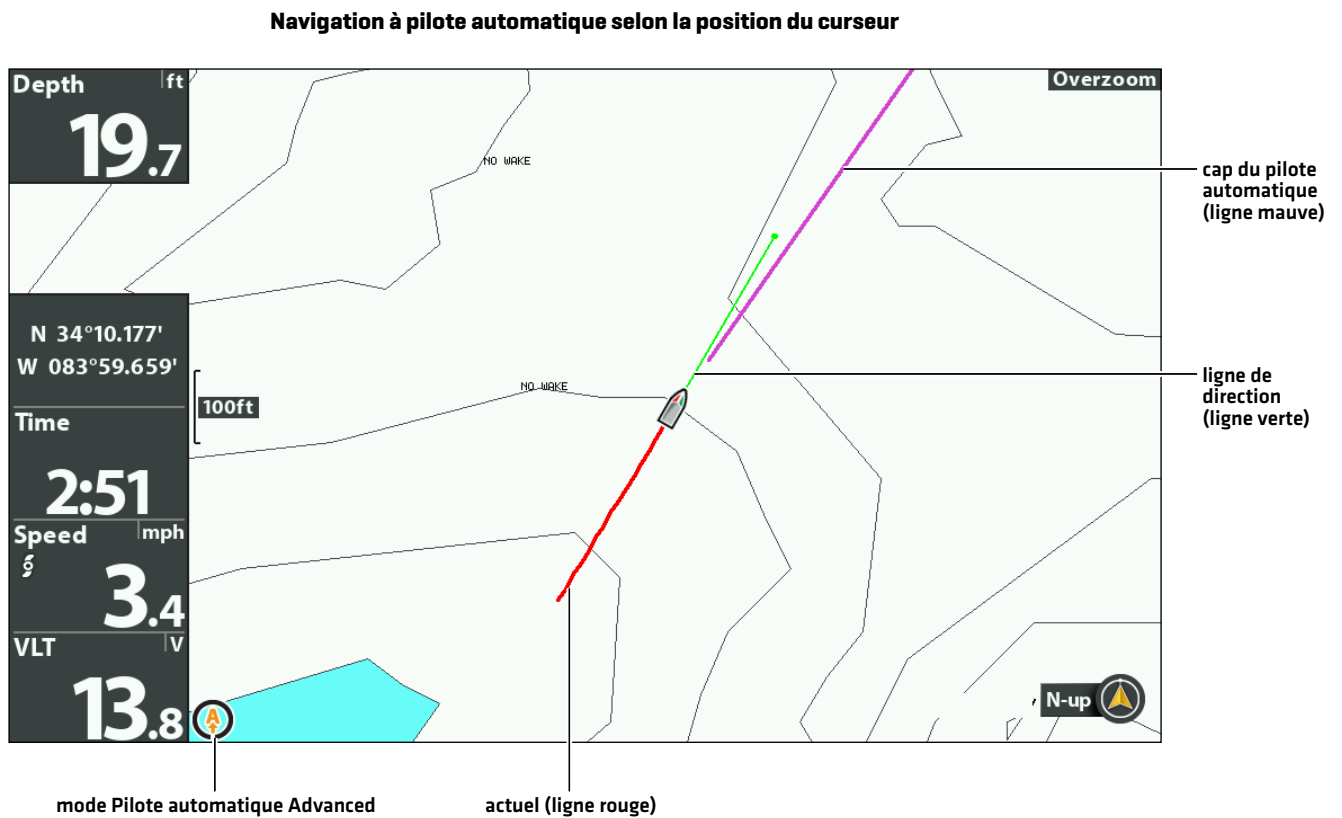 Navigation à pilote automatique selon la position du curseur
Depth ft
19.7
Overzoom
NO WAKE
cap du pilote
automatique
(ligne mauve)
N 34°10.177'
W 083°59.659'
100ft
NO WAKE
ligne de
direction
(ligne verte)
Time
2:51
Speed mph
3.4
VLT V
13.8
A
N-up
mode Pilote automatique Advanced
actuel (ligne rouge)